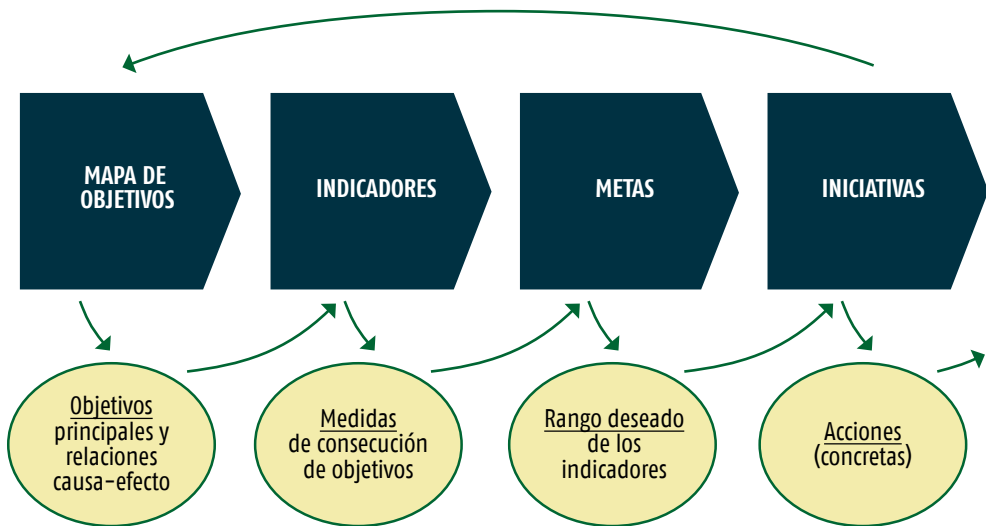 MAPA DE
OBJETIVOS
INDICADORES
METAS
INICIATIVAS
Objetivos
principales y
relaciones
causa-efecto
Medidas
de consecución
de objetivos
Rango deseado
de los
indicadores
Acciones
(concretas)